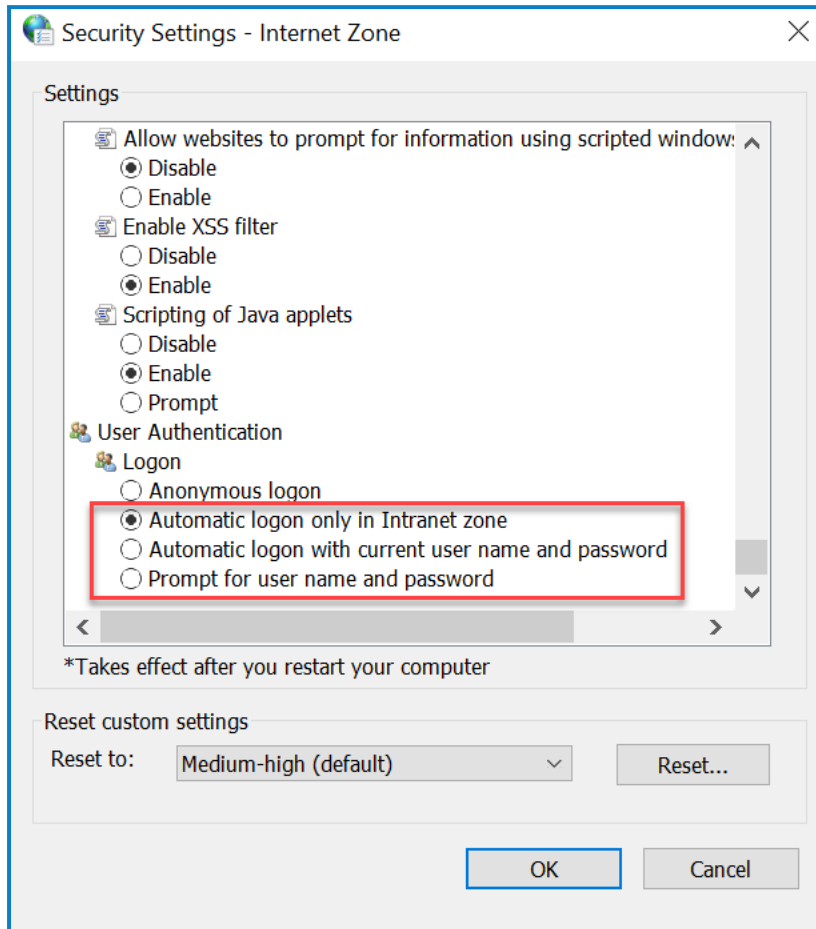 Security Settings - Internet Zone
Settings
Allow websites to prompt for information using scripted window
Disable
Enable
Enable XSS filter
Disable
Enable
Scripting of Java applets
Disable
Enable
Prompt
User Authentication
Logon
Anonymous logon
Automatic logon only in Intranet zone
Automatic logon with current user name and password
Prompt for user name and password
*Takes effect after you restart your computer
Reset custom settings
Reset to: Medium-high (default) Reset...
OK Cancel